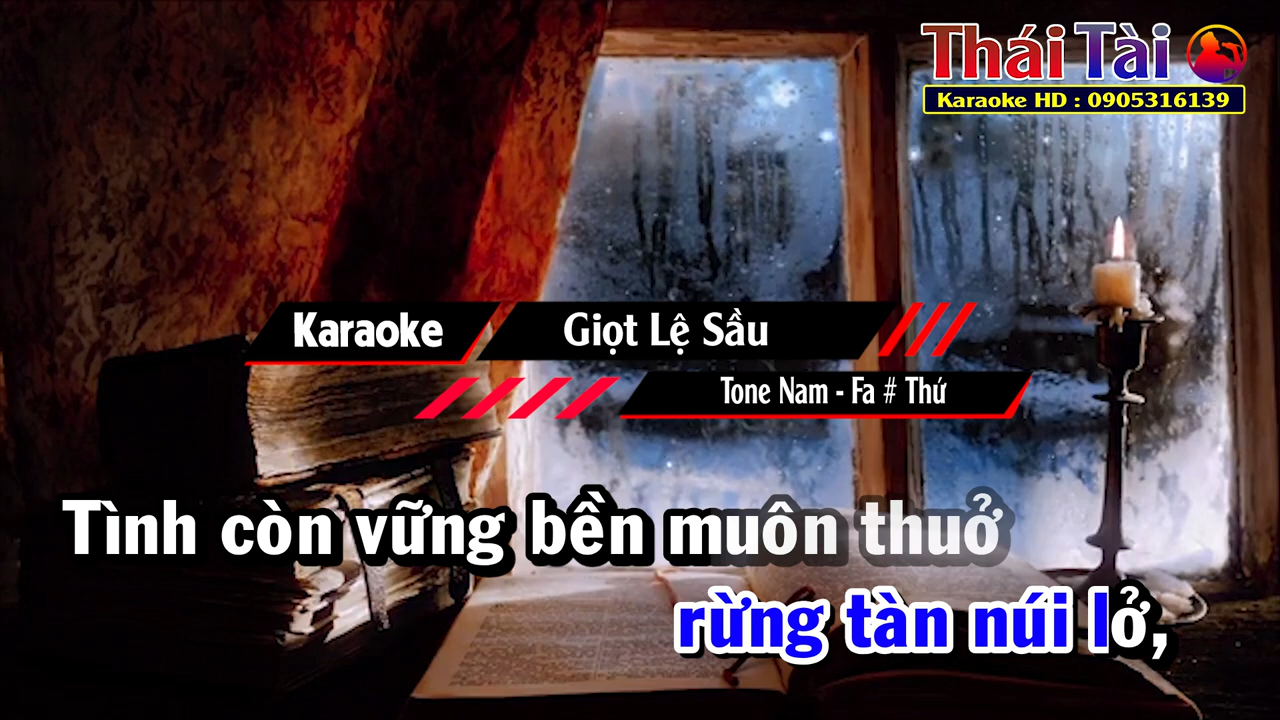 Thái Tài
Karaoke HD : 0905316139
Karaoke
Giọt Lệ Sầu
Tone Nam - Fa # Thứ
Tình còn vững bền muôn thuở
rừng tàn núi lở,